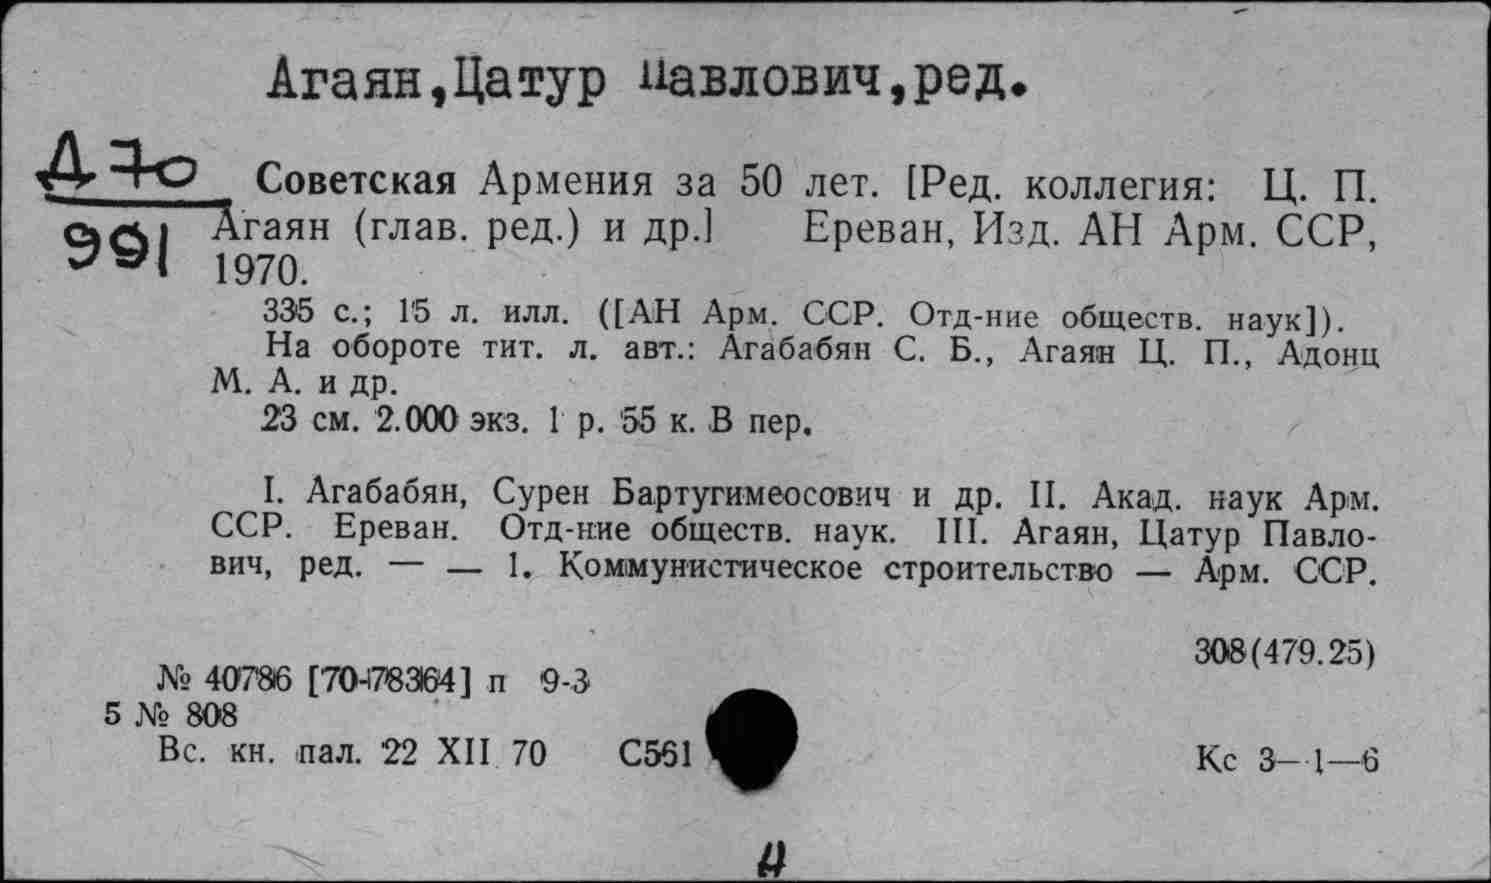 Агаян,Цатур Павлович,ред.
Д70
991
Советская Армения за 50 лет. [Ред. коллегия: Ц. П.
Агаян (глав. ред.) и др.] Ереван, Изд. АН Арм. ССР,
1970.
335 с.; 15 л. илл. ([АН Арм. ССР. Отд-ние обществ. наук]).
На обороте тит. л. авт.: Агабабян С. Б., Агаян Ц. П., Адонц
М. А. и др.
23 см. 2.000 экз. 1 р. 55 к. В пер.
I. Агабабян, Сурен Бартугимеосович и др. II. Акад. наук Арм.
ССР. Ереван. Отд-ние обществ. наук. III. Агаян, Цатур Павло-
вич, ред. — — 1. Коммунистическое строительство — Арм. ССР.
308(479.25)
№ 40786 [70-178364] п 9-3
5 № 808
Вс. кн. пал. 22 XII 70 С561
Кс 3—1—6